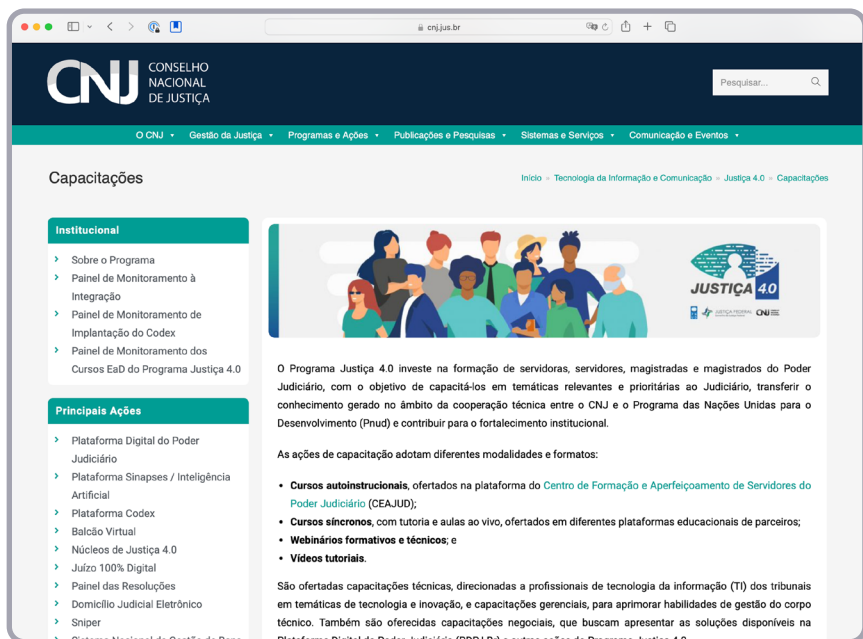 cnj.jus.br
CNJ
CONSELHO
NACIONAL
DE JUSTIÇA
Pesquisar...
O CNJ
Gestão da Justiça
Programas e Ações
Publicações e Pesquisas
Sistemas e Serviços
Comunicação e Eventos
Capacitações
Início » Tecnologia da Informação e Comunicação » Justiça 4.0 » Capacitações
Institucional
Sobre o Programa
Painel de Monitoramento à
Integração
Painel de Monitoramento de
Implantação do Codex
Painel de Monitoramento dos
Cursos EaD do Programa Justiça 4.0
Principais Ações
Plataforma Digital do Poder
Judiciário
Plataforma Sinapses / Inteligência
Artificial
Plataforma Codex
Balcão Virtual
Núcleos de Justiça 4.0
Juízo 100% Digital
Painel das Resoluções
Domicílio Judicial Eletrônico
Sniper
JUSTIÇA 4.0
JUSTIÇA FEDERAL
CNJ
O Programa Justiça 4.0 investe na formação de servidoras, servidores, magistradas e magistrados do Poder
Judiciário, com o objetivo de capacitá-los em temáticas relevantes e prioritárias ao Judiciário, transferir o
conhecimento gerado no âmbito da cooperação técnica entre o CNJ e o Programa das Nações Unidas para o
Desenvolvimento (Pnud) e contribuir para o fortalecimento institucional.
As ações de capacitação adotam diferentes modalidades e formatos:
• Cursos autoinstrucionais, ofertados na plataforma do Centro de Formação e Aperfeiçoamento de Servidores do
Poder Judiciário (CEAJUD);
• Cursos síncronos, com tutoria e aulas ao vivo, ofertados em diferentes plataformas educacionais de parceiros;
• Webinários formativos e técnicos; e
• Vídeos tutoriais.
São ofertadas capacitações técnicas, direcionadas a profissionais de tecnologia da informação (TI) dos tribunais
em temáticas de tecnologia e inovação, e capacitações gerenciais, para aprimorar habilidades de gestão do corpo
técnico. Também são oferecidas capacitações negociais, que buscam apresentar as soluções disponíveis na